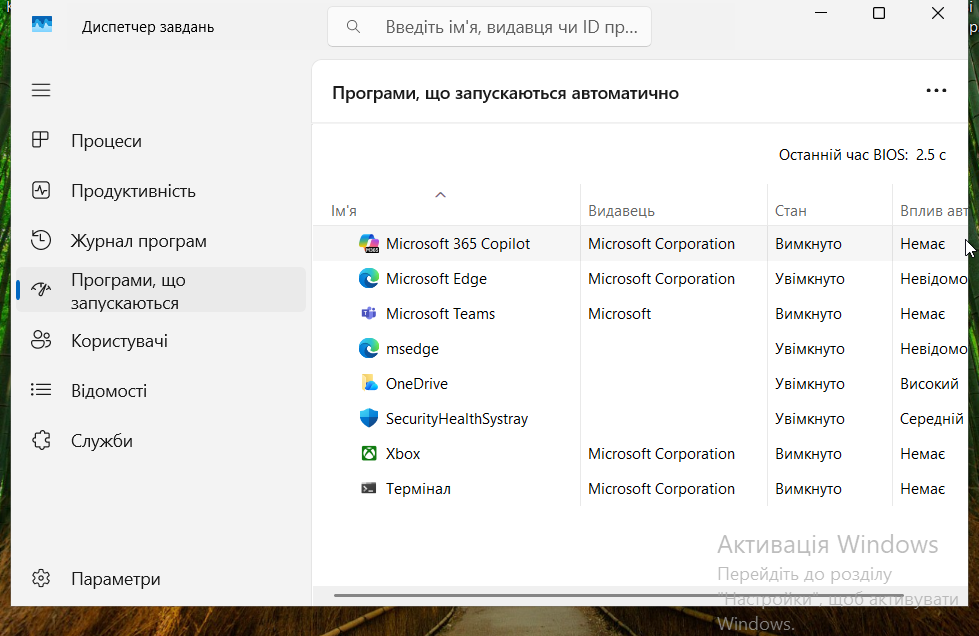 Диспетчер завдань
Введіть ім'я, видавця чи ID пр...
Процеси
Продуктивність
Журнал програм
Програми, що
запускаються
Користувачі
Відомості
Служби
Параметри
Програми, що запускаються автоматично
Останній час BIOS: 2.5 с
Ім'я Видавець Стан Вплив авт
Microsoft 365 Copilot Microsoft Corporation Вимкнуто Немає
Microsoft Edge Microsoft Corporation Увімкнуто Невідомо
Microsoft Teams Microsoft Вимкнуто Немає
msedge Увімкнуто Невідомо
OneDrive Увімкнуто Високий
SecurityHealthSystray Увімкнуто Середній
Xbox Microsoft Corporation Вимкнуто Немає
Термінал Microsoft Corporation Вимкнуто Немає
Активація Windows
Перейдіть до розділу
"Настройки", щоб активувати
Windows.